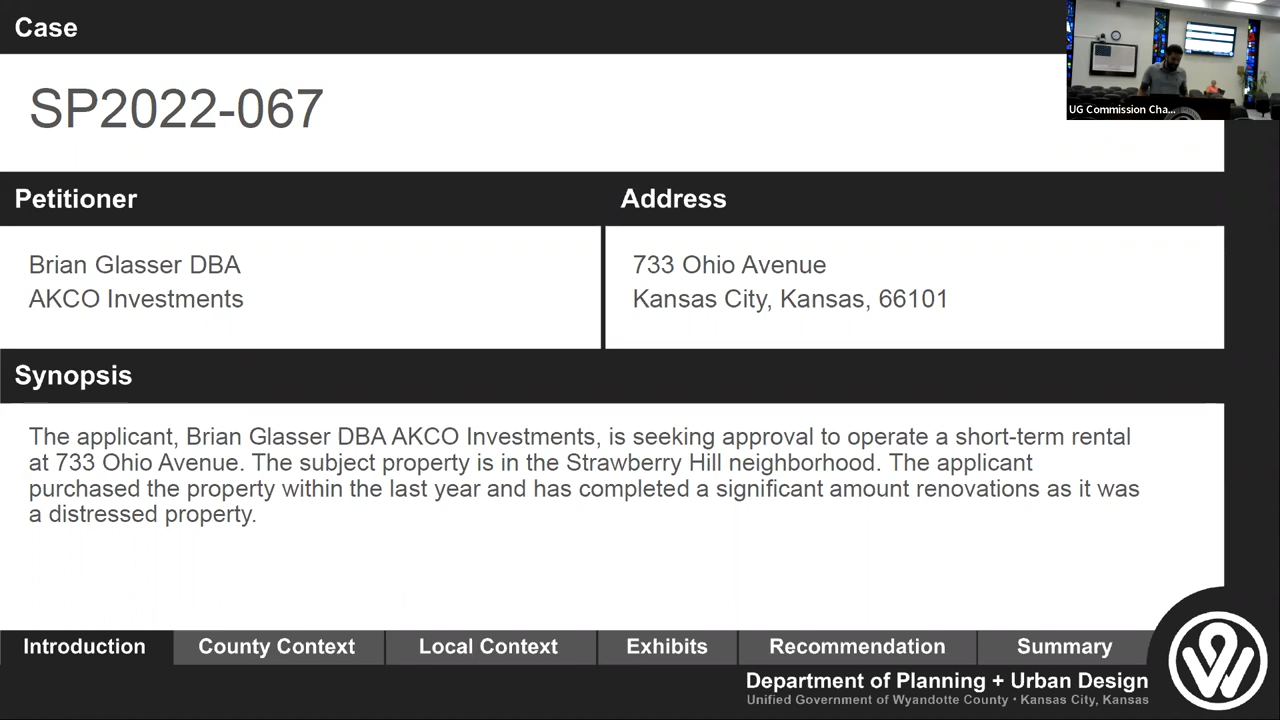 Case
UG Commission Cha...
SP2022-067
Petitioner
Address
Brian Glasser DBA
AKCO Investments
733 Ohio Avenue
Kansas City, Kansas, 66101
Synopsis
The applicant, Brian Glasser DBA AKCO Investments, is seeking approval to operate a short-term rental
at 733 Ohio Avenue. The subject property is in the Strawberry Hill neighborhood. The applicant
purchased the property within the last year and has completed a significant amount renovations as it was
a distressed property.
Introduction
County Context
Local Context
Exhibits
Recommendation
Summary
Department of Planning + Urban Design
Unified Government of Wyandotte County • Kansas City, Kansas